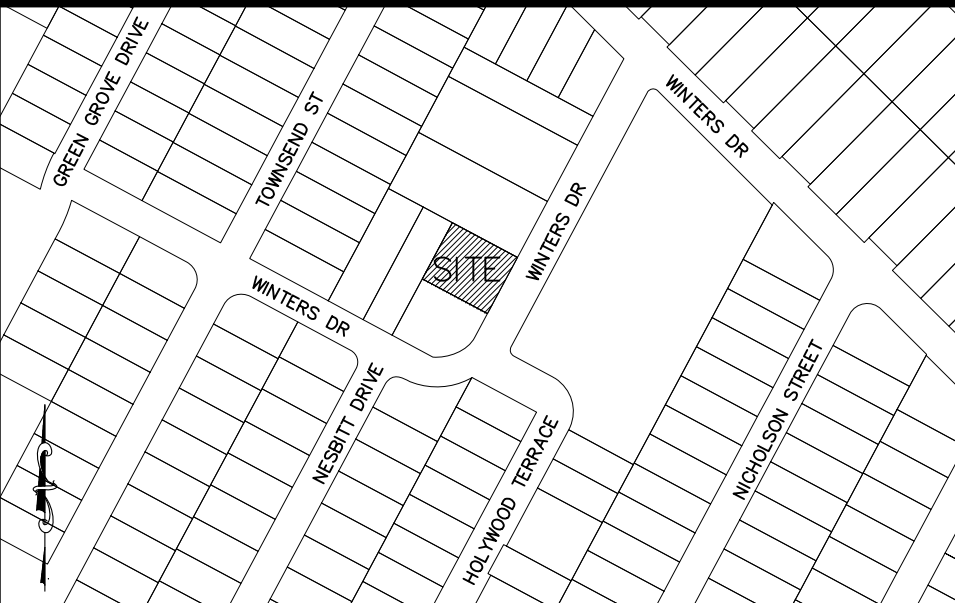 GREEN GROVE DRIVE
TOWNSEND ST
WINTERS DR
WINTERS DR
SITE
WINTERS DR
NESBITT DRIVE
NICHOLSON STREET
HOLYWOOD TERRACE